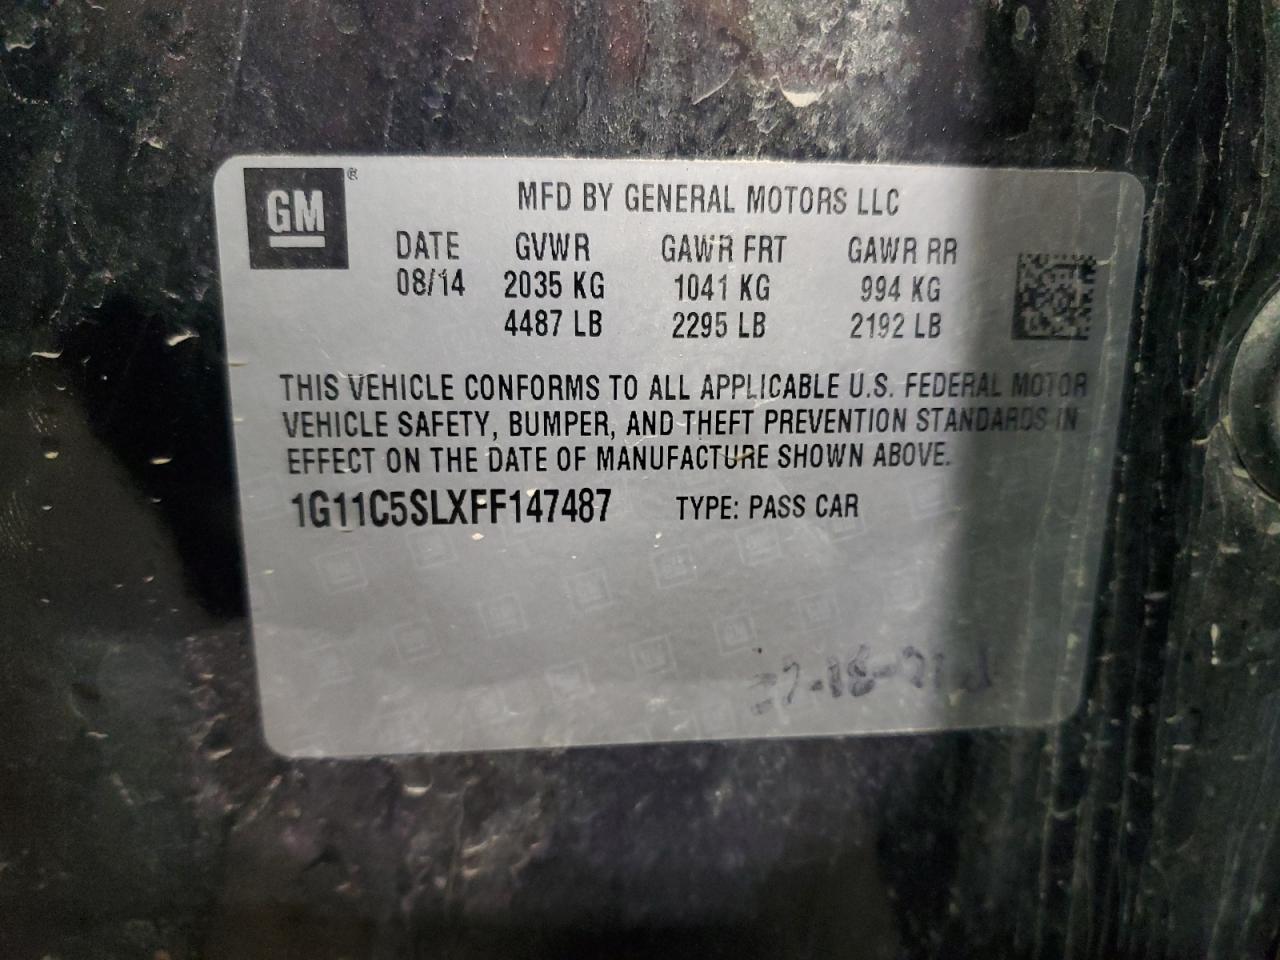 GM ®
MFD BY GENERAL MOTORS LLC
DATE GVWR GAWR FRT GAWR RR
08/14 2035 KG 1041 KG 994 KG
4487 LB 2295 LB 2192 LB
THIS VEHICLE CONFORMS TO ALL APPLICABLE U.S. FEDERAL MOTOR
VEHICLE SAFETY, BUMPER, AND THEFT PREVENTION STANDARDS IN
EFFECT ON THE DATE OF MANUFACTURE SHOWN ABOVE.
1G11C5SLXFF147487 TYPE: PASS CAR